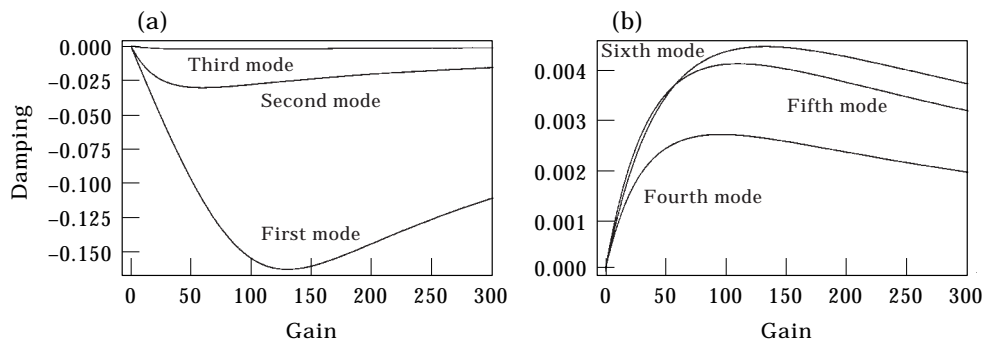 (a)
0.000
−0.025
−0.050
−0.075
−0.100
−0.125
−0.150
Damping
Third mode
Second mode
First mode
0 50 100 150 200 250 300
Gain
(b)
0.004
0.003
0.002
0.001
0.000
Sixth mode
Fifth mode
Fourth mode
0 50 100 150 200 250 300
Gain